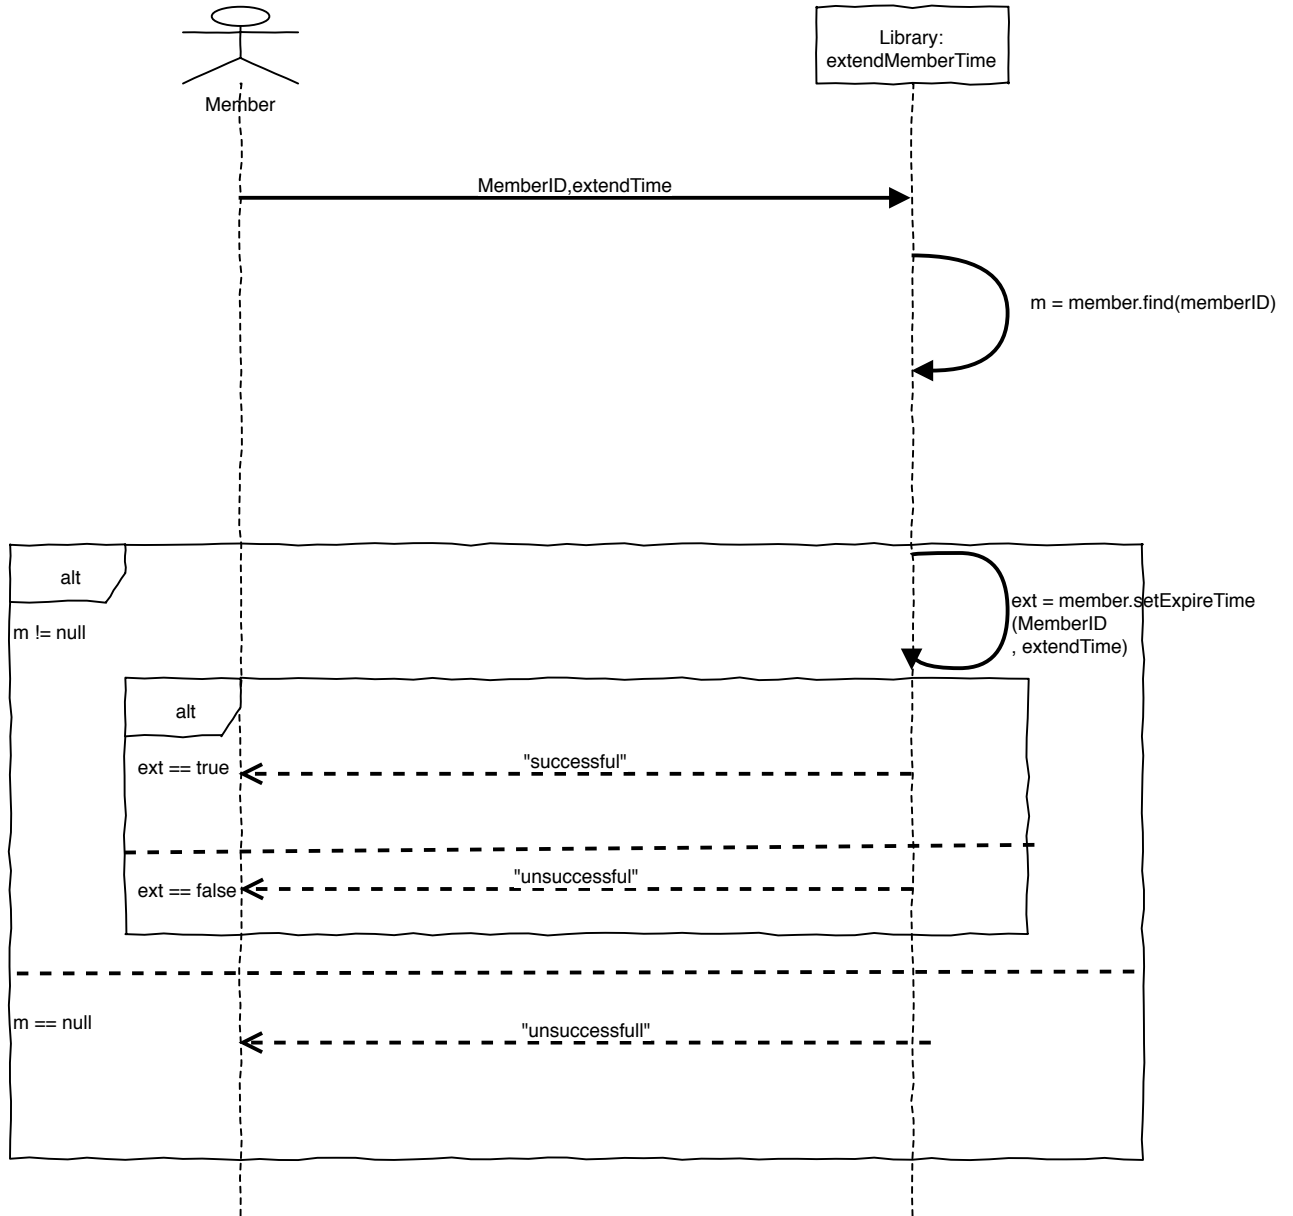 Library:
extendMemberTime
Member
MemberID,extendTime
m = member.find(memberID)
alt
ext = member.setExpireTime
(MemberID
, extendTime)
m != null
alt
ext == true
"successful"
ext == false
"unsuccessful"
m == null
"unsuccessfull"